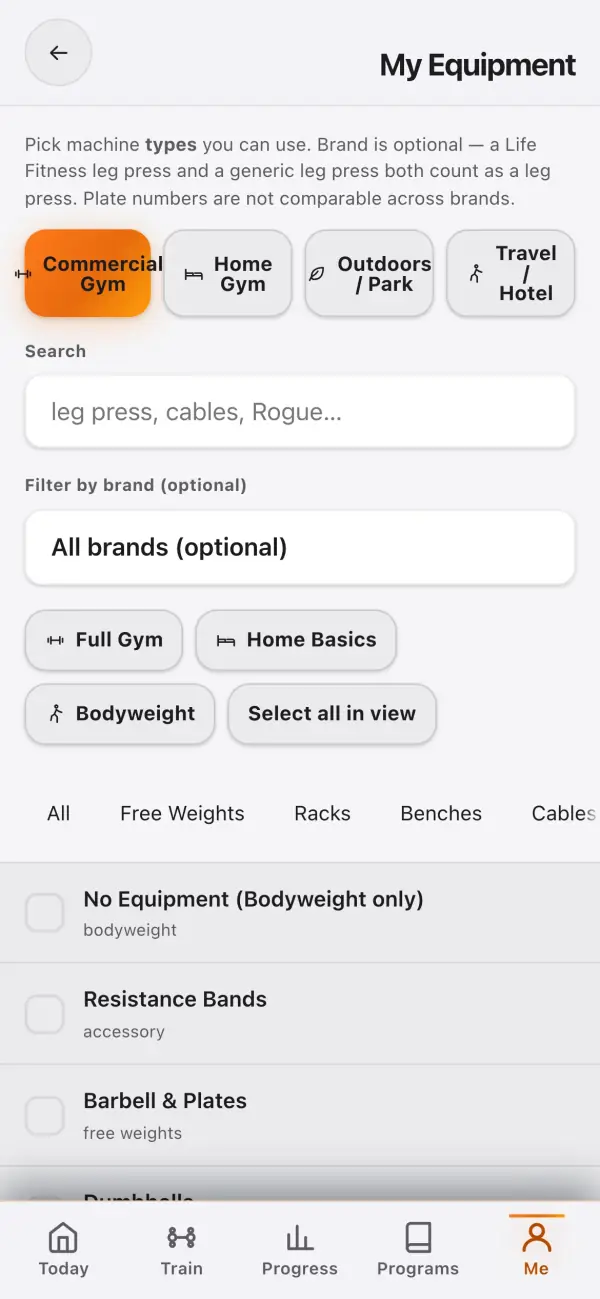 My Equipment
Pick machine types you can use. Brand is optional — a Life
Fitness leg press and a generic leg press both count as a leg
press. Plate numbers are not comparable across brands.
Commercial
Gym
Home
Gym
Outdoors
/ Park
Travel
/
Hotel
Search
leg press, cables, Rogue...
Filter by brand (optional)
All brands (optional)
Full Gym
Home Basics
Bodyweight
Select all in view
All
Free Weights
Racks
Benches
Cables
No Equipment (Bodyweight only)
bodyweight
Resistance Bands
accessory
Barbell & Plates
free weights
Dumbbells
Today
Train
Progress
Programs
Me